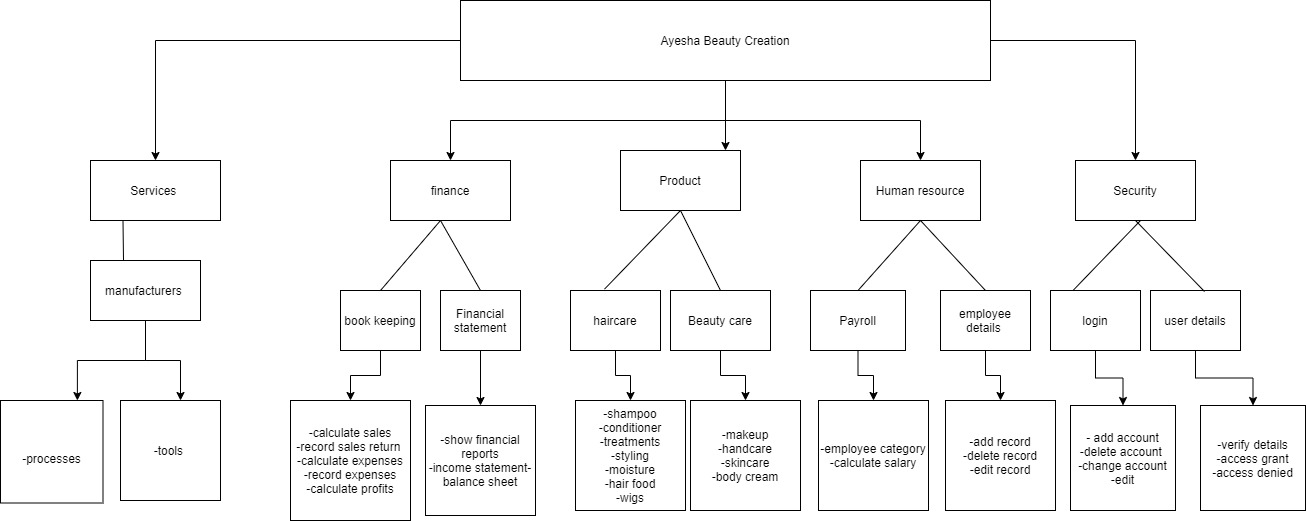 Ayesha Beauty Creation
Services
finance
Product
Human resource
Security
manufacturers
book keeping
Financial
statement
haircare
Beauty care
Payroll
employee
details
login
user details
-processes
-tools
-calculate sales
-record sales return
-calculate expenses
-record expenses
-calculate profits
-show financial
reports
-income statement-
balance sheet
-shampoo
-conditioner
-treatments
-styling
-moisture
-hair food
-wigs
-makeup
-handcare
-skincare
-body cream
-employee category
-calculate salary
-add record
-delete record
-edit record
- add account
-delete account
-change account
-edit
-verify details
-access grant
-access denied